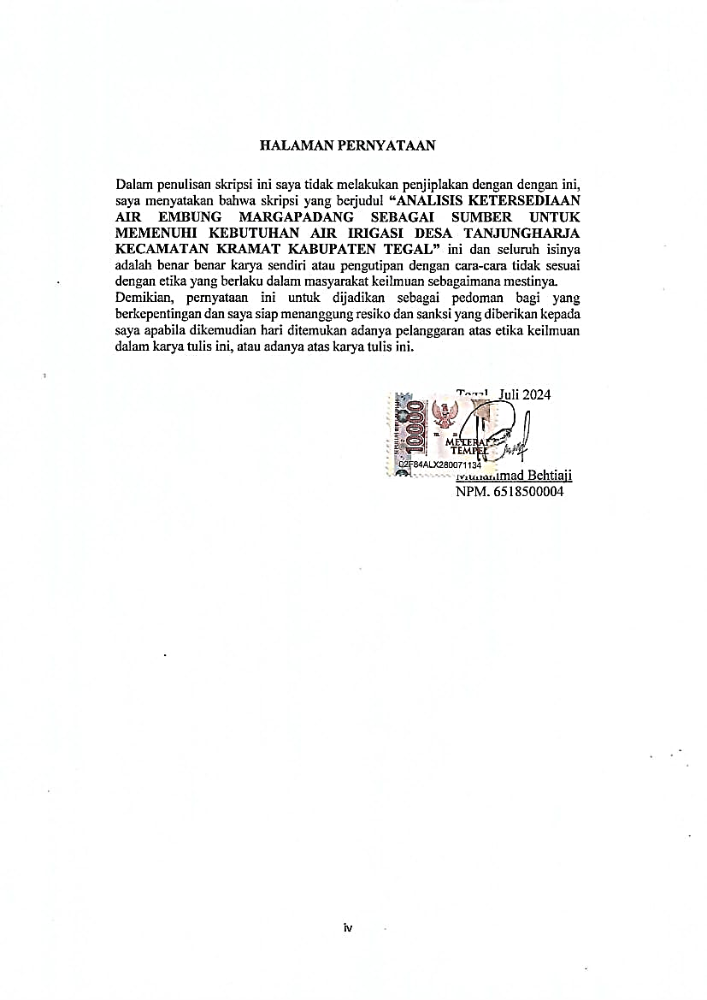 HALAMAN PERNYATAAN
Dalam penulisan skripsi ini saya tidak melakukan penjiplakan dengan dengan ini,
saya menyatakan bahwa skripsi yang berjudul “ANALISIS KETERSEDIAAN
AIR EMBUNG MARGAPADANG SEBAGAI SUMBER UNTUK
MEMENUHI KEBUTUHAN AIR IRIGASI DESA TANJUNGHARJA
KECAMATAN KRAMAT KABUPATEN TEGAL” ini dan seluruh isinya
adalah benar benar karya sendiri atau pengutipan dengan cara-cara tidak sesuai
dengan etika yang berlaku dalam masyarakat keilmuan sebagaimana mestinya.
Demikian, pernyataan ini untuk dijadikan sebagai pedoman bagi yang
berkepentingan dan saya siap menanggung resiko dan sanksi yang diberikan kepada
saya apabila dikemudian hari ditemukan adanya pelanggaran atas etika keilmuan
dalam karya tulis ini, atau adanya atas karya tulis ini.
Juli 2024
10000
METERAI
TEMPEL
02F84ALX280071134
Muhammad Behtiaji
NPM. 6518500004
iv